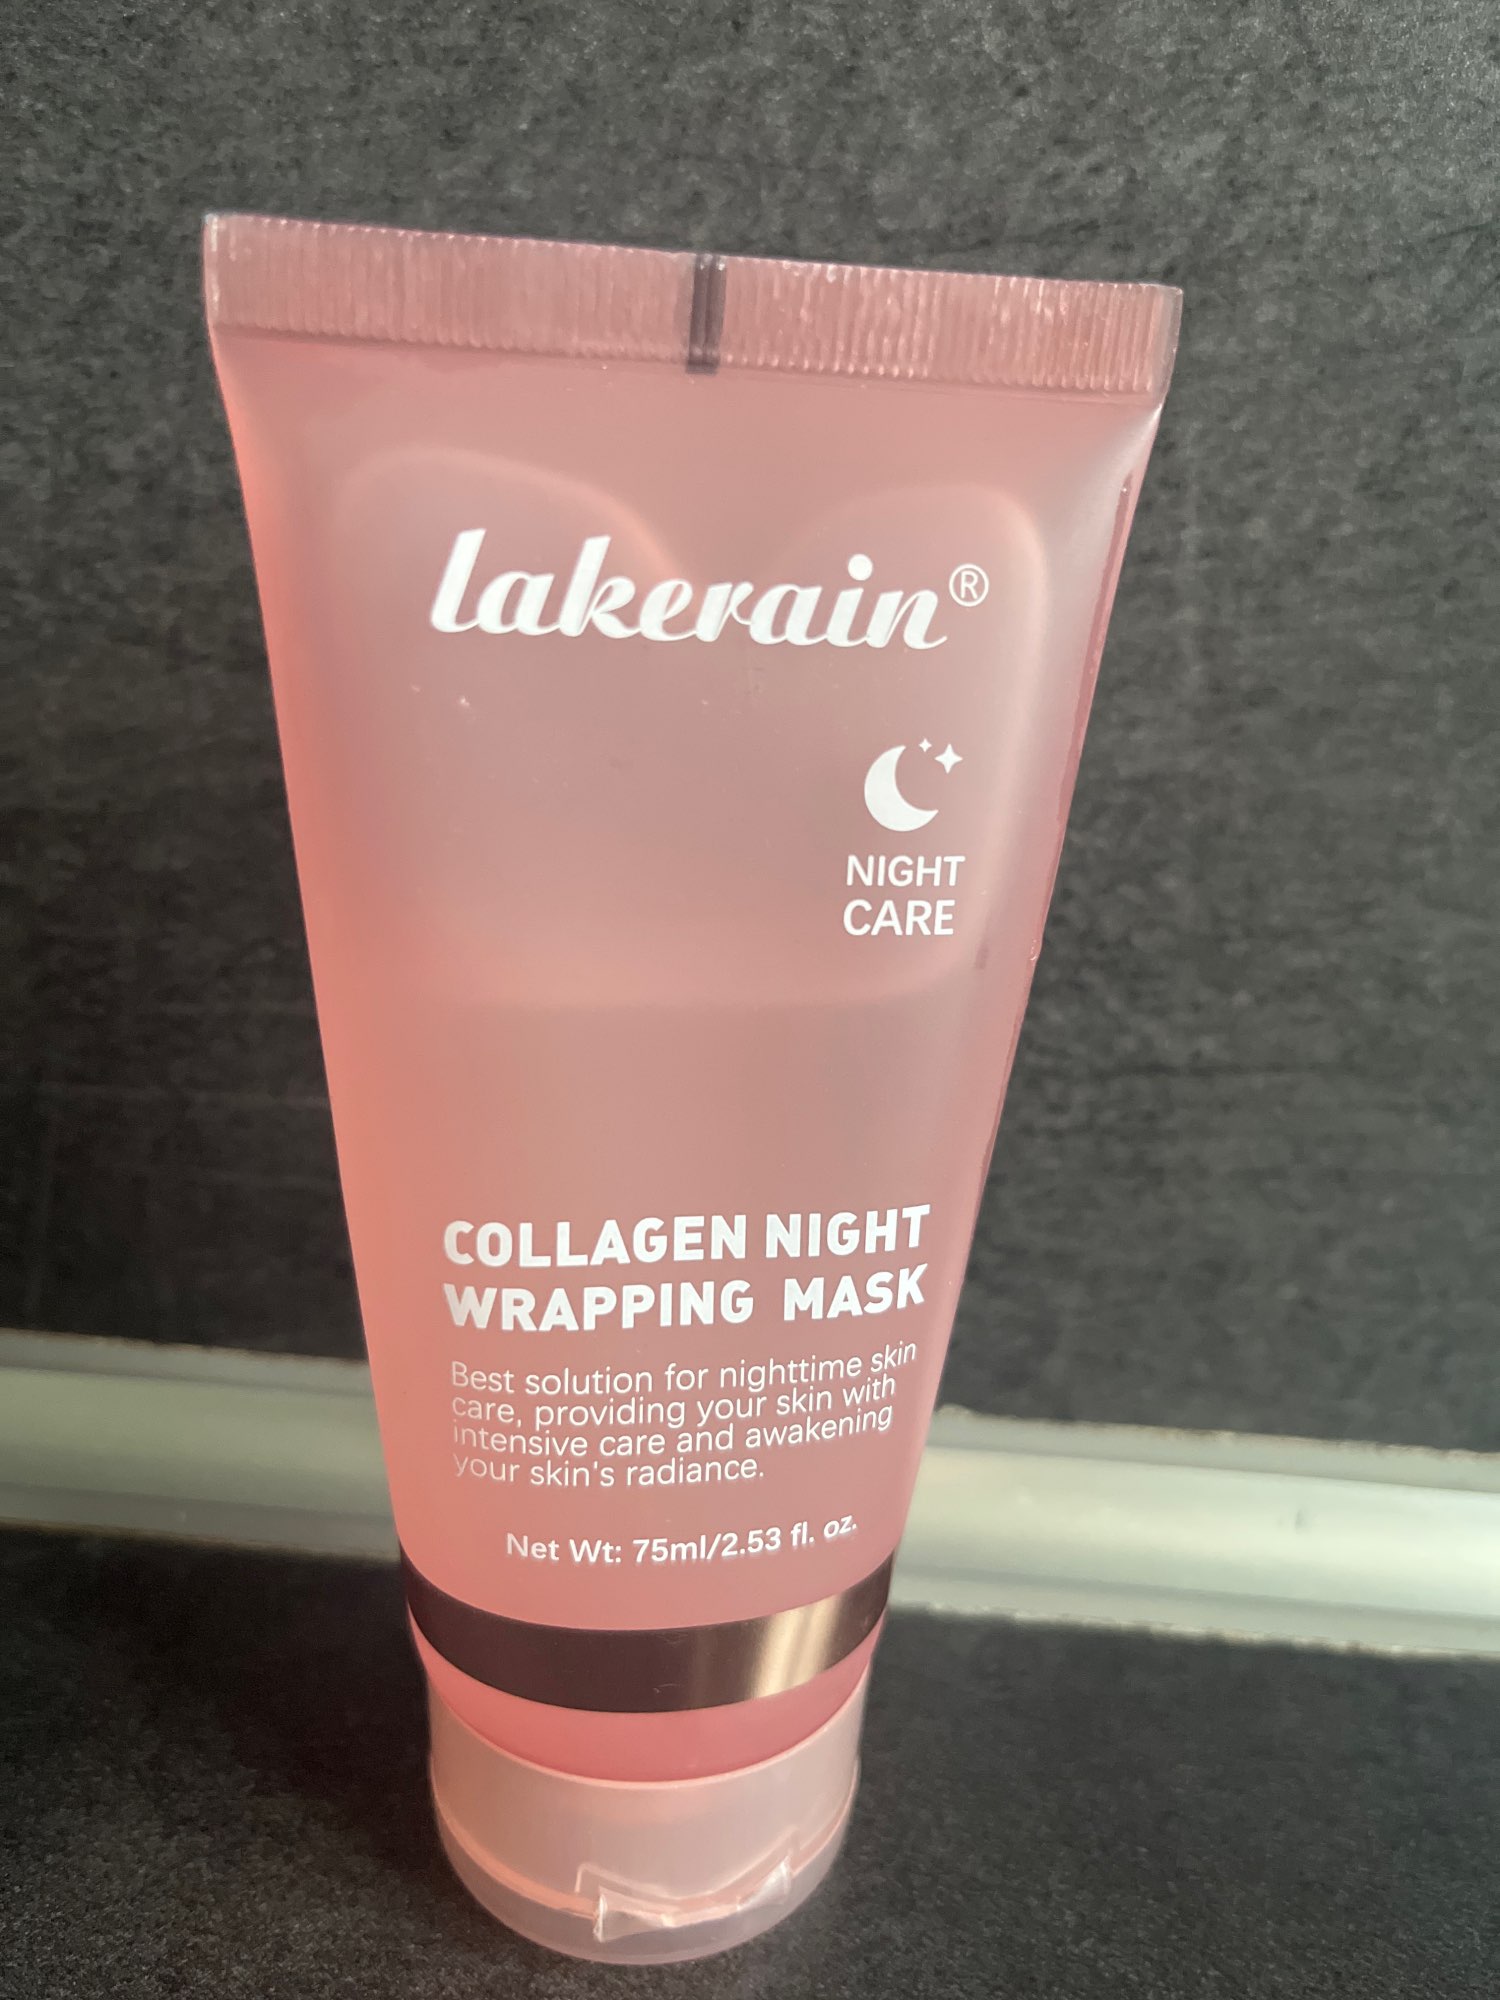 lakerain®
NIGHT
CARE
COLLAGEN NIGHT
WRAPPING MASK
Best solution for nighttime skin
care, providing your skin with
intensive care and awakening
your skin's radiance.
Net Wt: 75ml/2.53 fl. oz.